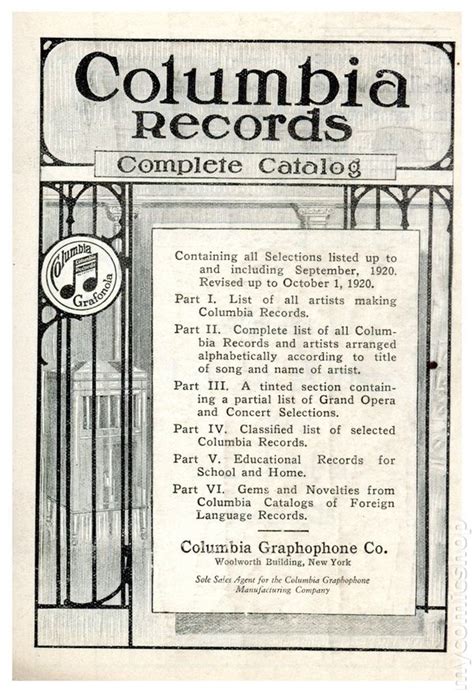 Columbia
Records
Complete Catalog
Columbia
Grafonola
Containing all Selections listed up to
and including September, 1920.
Revised up to October 1, 1920.
Part I. List of all artists making
Columbia Records.
Part II. Complete list of all Colum-
bia Records and artists arranged
alphabetically according to title
of song and name of artist.
Part III. A tinted section contain-
ing a partial list of Grand Opera
and Concert Selections.
Part IV. Classified list of selected
Columbia Records.
Part V. Educational Records for
School and Home.
Part VI. Gems and Novelties from
Columbia Catalogs of Foreign
Language Records.
Columbia Graphophone Co.
Woolworth Building, New York
Sole Sales Agent for the Columbia Graphophone
Manufacturing Company
mycomicshop